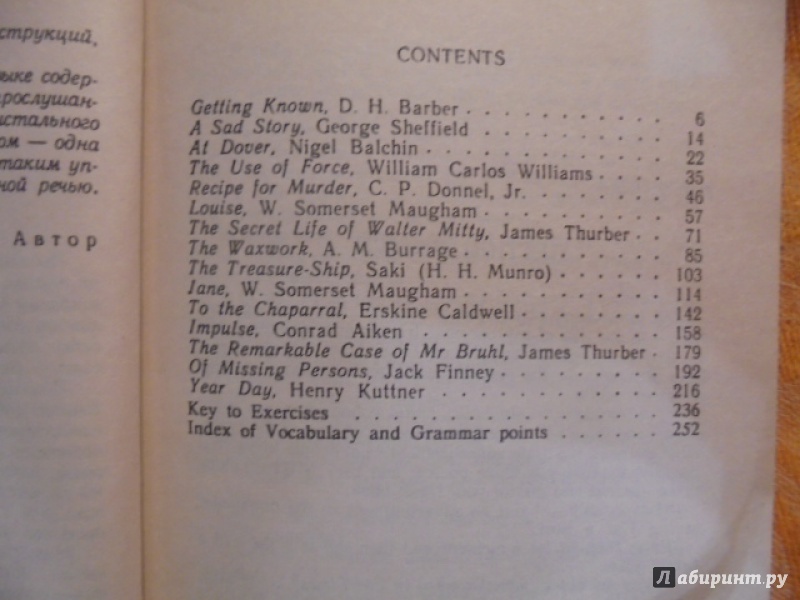 струкций,
ыке содер-
рослушан-
истального
ом — одна
таким уп-
ной речью.
Автор
CONTENTS
Getting Known, D. H. Barber . . . . . . . . . . . 6
A Sad Story, George Sheffield . . . . . . . . . . 14
At Dover, Nigel Balchin . . . . . . . . . . . . 22
The Use of Force, William Carlos Williams . . . . 35
Recipe for Murder, C. P. Donnel, Jr. . . . . . . . 46
Louise, W. Somerset Maugham . . . . . . . . . 57
The Secret Life of Walter Mitty, James Thurber . . 71
The Waxwork, A. M. Burrage . . . . . . . . . . 85
The Treasure-Ship, Saki (H. H. Munro) . . . . . . 103
Jane, W. Somerset Maugham . . . . . . . . . . 114
To the Chaparral, Erskine Caldwell . . . . . . . 142
Impulse, Conrad Aiken . . . . . . . . . . . 158
The Remarkable Case of Mr Bruhl, James Thurber . 179
Of Missing Persons, Jack Finney . . . . . . . . 192
Year Day, Henry Kuttner . . . . . . . . . . . 216
Key to Exercises . . . . . . . . . . . . . . 236
Index of Vocabulary and Grammar points . . . . . . 252
Лабиринт.ру